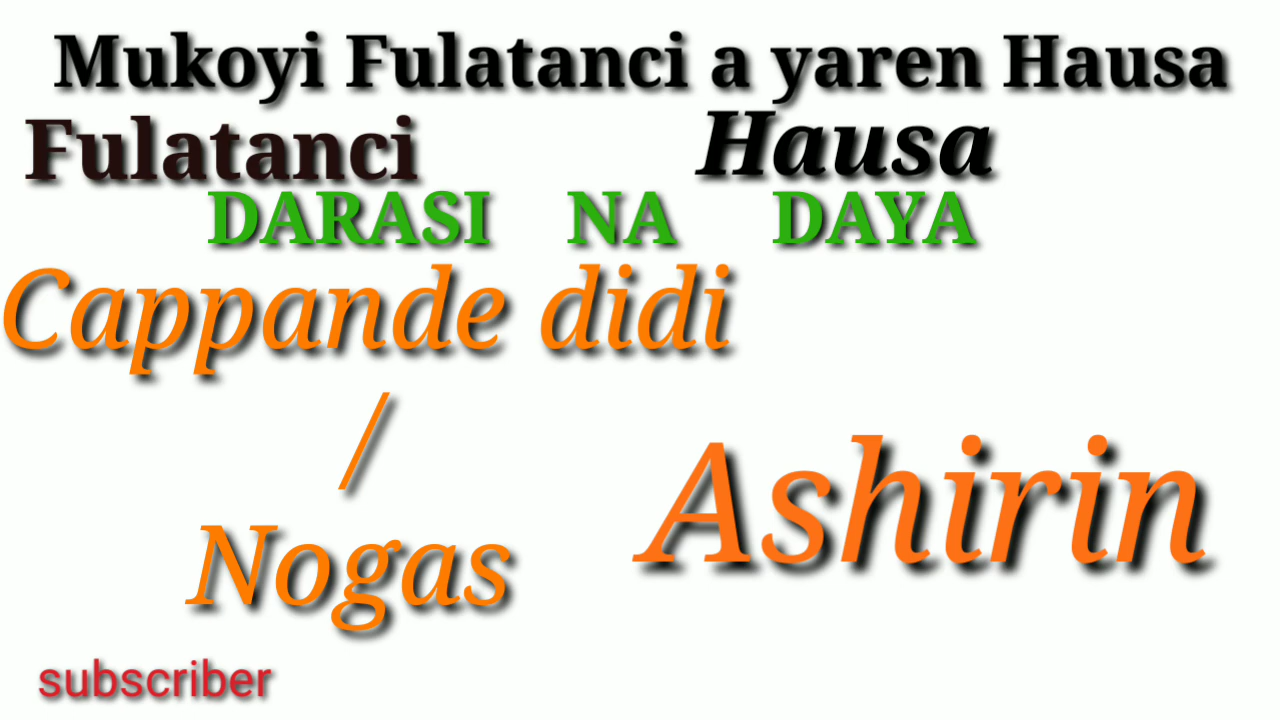 Mukoyi Fulatanci a yaren Hausa
Fulatanci Hausa
DARASI NA DAYA
Cappande didi
/
Nogas
Ashirin
subscriber